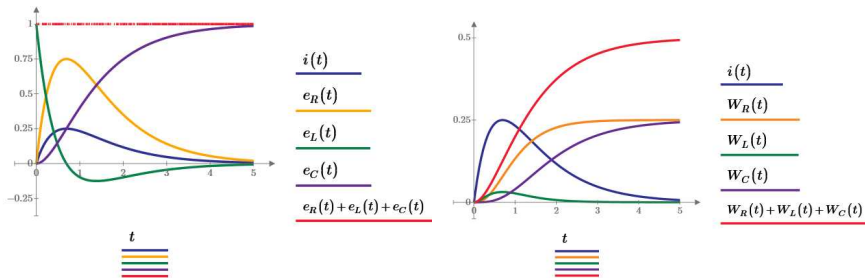 1
0.75
0.5
0.25
0
-0.25
0 1 2 3 4 5
i(t)
e_R(t)
e_L(t)
e_C(t)
e_R(t)+e_L(t)+e_C(t)
t
0.5
0.25
0
0 1 2 3 4 5
i(t)
W_R(t)
W_L(t)
W_C(t)
W_R(t)+W_L(t)+W_C(t)
t